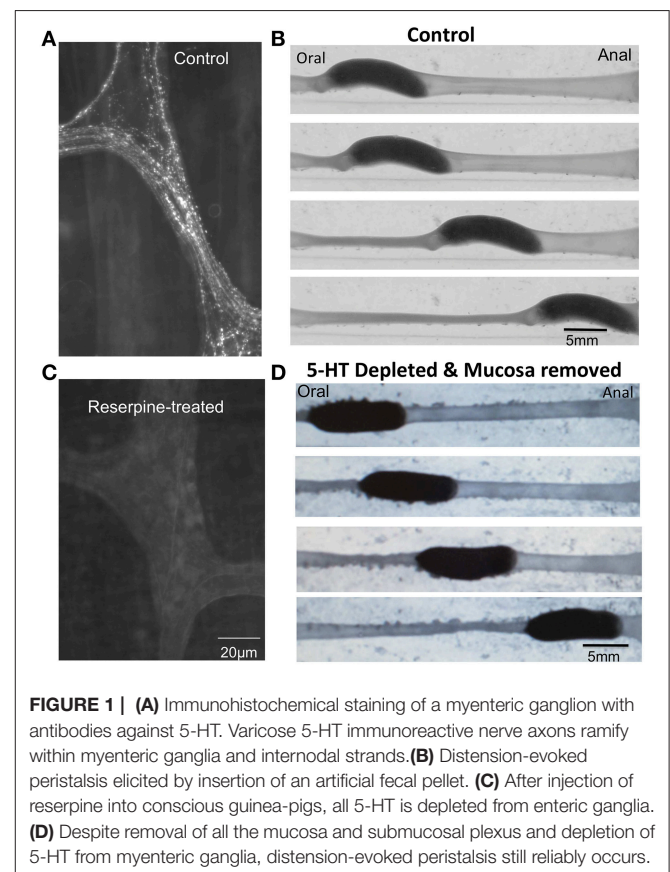 A
Control
B
Control
Oral
Anal
5mm
C
Reserpine-treated
20µm
D
5-HT Depleted & Mucosa removed
Oral
Anal
5mm
FIGURE 1 | (A) Immunohistochemical staining of a myenteric ganglion with
antibodies against 5-HT. Varicose 5-HT immunoreactive nerve axons ramify
within myenteric ganglia and internodal strands.(B) Distension-evoked
peristalsis elicited by insertion of an artificial fecal pellet. (C) After injection of
reserpine into conscious guinea-pigs, all 5-HT is depleted from enteric ganglia.
(D) Despite removal of all the mucosa and submucosal plexus and depletion of
5-HT from myenteric ganglia, distension-evoked peristalsis still reliably occurs.